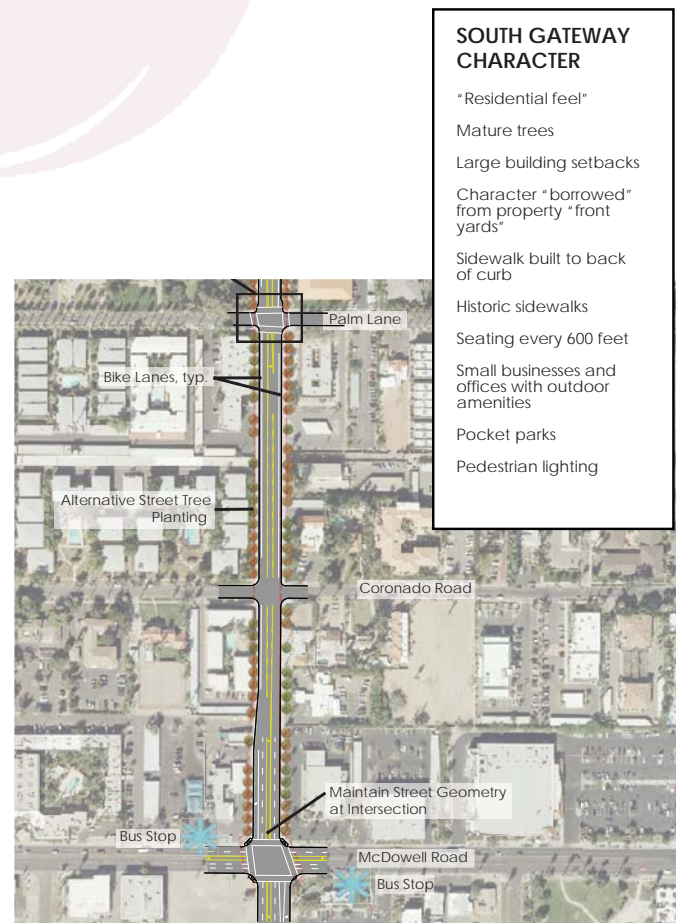 SOUTH GATEWAY
CHARACTER
“Residential feel”
Mature trees
Large building setbacks
Character “borrowed”
from property “front
yards”
Sidewalk built to back
of curb
Historic sidewalks
Seating every 600 feet
Small businesses and
offices with outdoor
amenities
Pocket parks
Pedestrian lighting
Palm Lane
Bike Lanes, typ.
Alternative Street Tree
Planting
Coronado Road
Maintain Street Geometry
at Intersection
Bus Stop
McDowell Road
Bus Stop